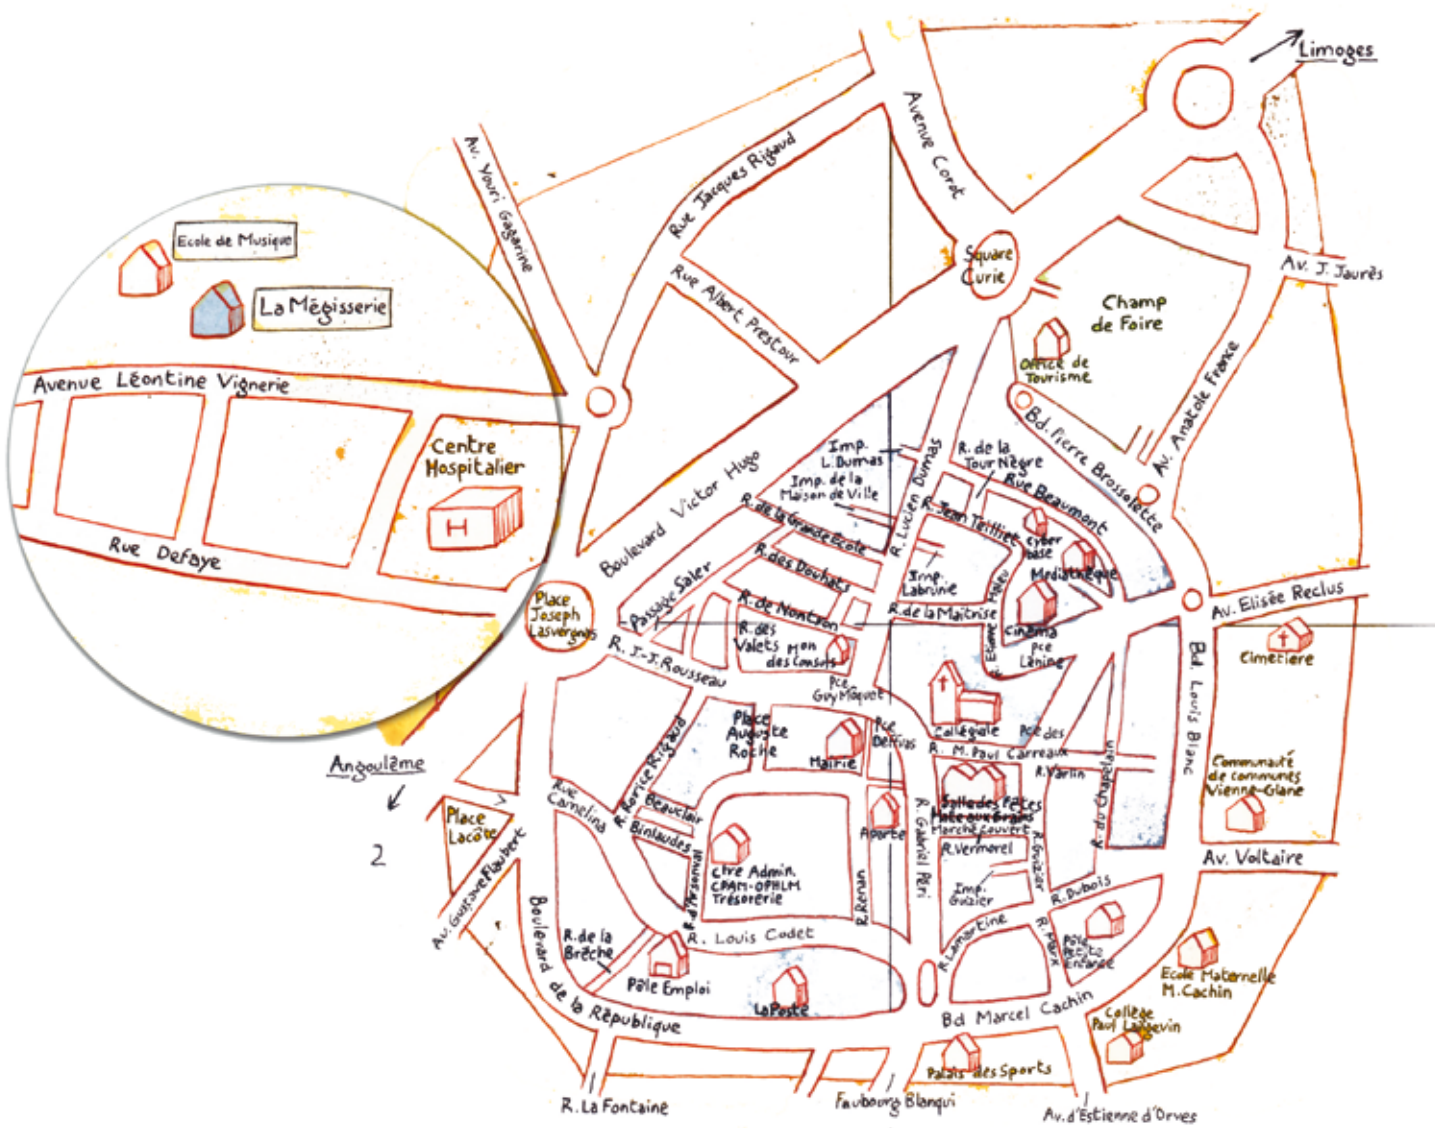 Limoges
Avenue Corot
Av. Youri Gagarine
Rue Jacques Rigaud
Ecole de Musique
La Mégisserie
Square
Curie
Av. J. Jaurès
Champ
de Foire
Rue Albert Prestour
Office de
Tourisme
Avenue Léontine Vignerie
Av. Anatole France
Bd. Pierre Brossolette
Centre
Hospitalier
H
Imp.
L. Dumas
R. de la
Tour Nègre
Imp. de la
Maison de Ville
Rue Beaumont
R. Lucien Dumas
Boulevard Victor Hugo
R. de la Grande Ecole
R. Jean Teilliet
Cyber
base
Médiathèque
Rue Defaye
R. des Douhats
Imp.
Labrunie
Passage Saler
Place
Joseph
Lasvergnas
R. de Nontron
R. de la Maîtrise
Cinéma
Av. Elisée Reclus
R. des
Valets
Mon
des Consuls
Pce
Lénine
Cimetière
R. J-J. Rousseau
Pce
Guy Môquet
Bd. Louis Blanc
Place
Auguste
Roche
Mairie
Collégiale
Pce des
Carreaux
R. M. Paul
R. Varlin
R. du Chapelain
Angoulême
2
Rue
Camelina
Beauclair
Binlaudes
Place
Lacôte
Av. Gustave Flaubert
Salle des Fêtes
Halle aux Grains
Marché couvert
R. Gabriel Péri
R. Vermorel
R. Guizier
Communauté
de communes
Vienne-Glane
Av. Voltaire
Ctre Admin.
CPAM-OPHLM
Trésorerie
R. d'Arsonval
R. Renan
Imp.
Guizier
R. Dubois
R. Lamartine
R. Marx
Pôle
Petite
Enfance
R. Louis Codet
R. de la
Brêche
Pôle Emploi
La Poste
Boulevard de la République
Bd Marcel Cachin
Ecole Maternelle
M. Cachin
Collège
Paul Langevin
Palais des Sports
R. La Fontaine
Faubourg Blanqui
Av. d'Estienne d'Orves